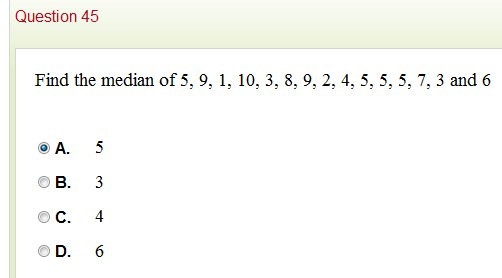 Question 45
Find the median of 5, 9, 1, 10, 3, 8, 9, 2, 4, 5, 5, 5, 7, 3 and 6
A. 5
B. 3
C. 4
D. 6